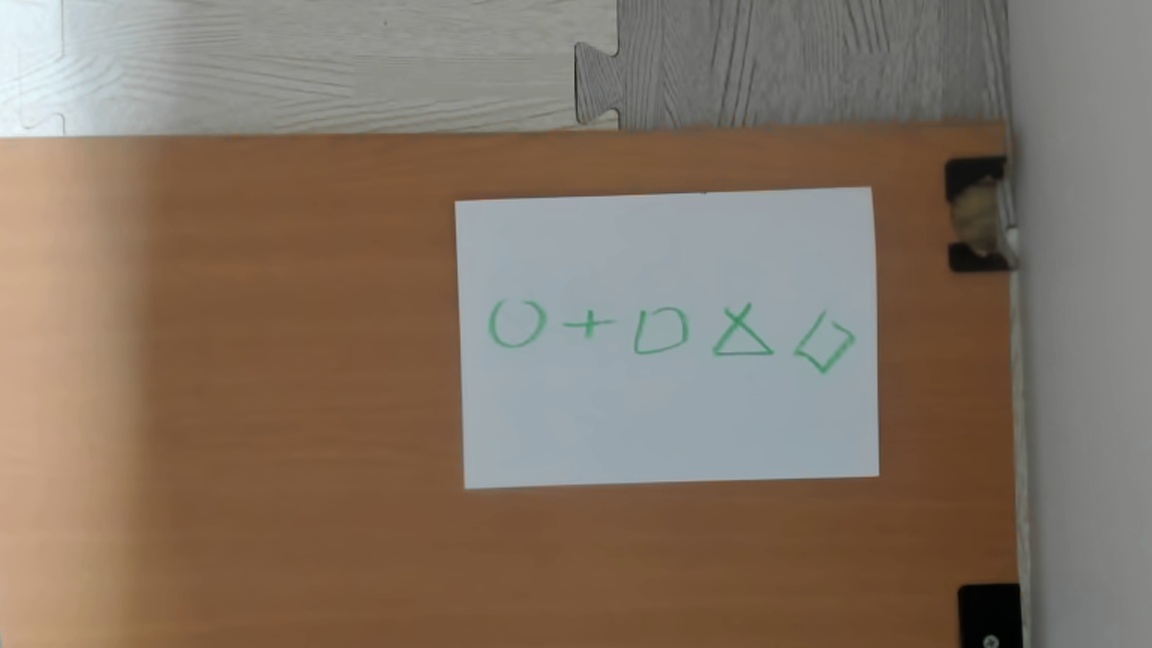 ○ + □ △ ◇